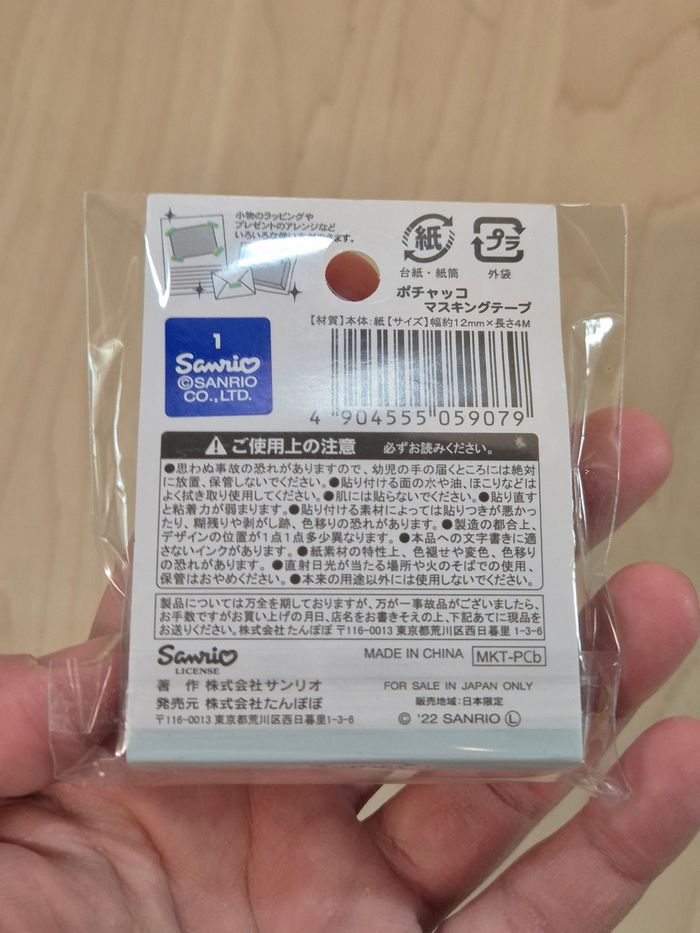 小物のラッピングや
プレゼントのアレンジなど
いろいろな使い方ができます。
紙
台紙・紙筒
プラ
外袋
ポチャッコ
マスキングテープ
【材質】本体:紙【サイズ】幅約12mm×長さ4M
1
Sanrio
©SANRIO
CO., LTD.
4 904555 059079
ご使用上の注意 必ずお読みください。
●思わぬ事故の恐れがありますので、幼児の手の届くところには絶対
に放置、保管しないでください。●貼り付ける面の水や油、ほこりなどは
よく拭き取り使用してください。●肌には貼らないでください。●貼り直す
と粘着力が弱まります。●貼り付ける素材によっては貼りつきが悪かっ
たり、糊残りや剥がし跡、色移りの恐れがあります。●製造の都合上、
デザインの位置が1点1点多少異なります。●本品への文字書きに適
さないインクがあります。●紙素材の特性上、色褪せや変色、色移り
の恐れがあります。●直射日光が当たる場所や火のそばでの使用、
保管はおやめください。●本来の用途以外には使用しないでください。
製品については万全を期しておりますが、万が一事故品がございましたら、
お手数ですがお買い上げの月日、店名をお書きそえの上、下記あてに現品を
お送りください。株式会社たんぽぽ 〒116-0013 東京都荒川区西日暮里1-3-6
Sanrio
LICENSE
MADE IN CHINA MKT-PCb
著 作 株式会社サンリオ
発売元 株式会社たんぽぽ
〒116-0013 東京都荒川区西日暮里1-3-6
FOR SALE IN JAPAN ONLY
販売地域:日本限定
© '22 SANRIO Ⓛ